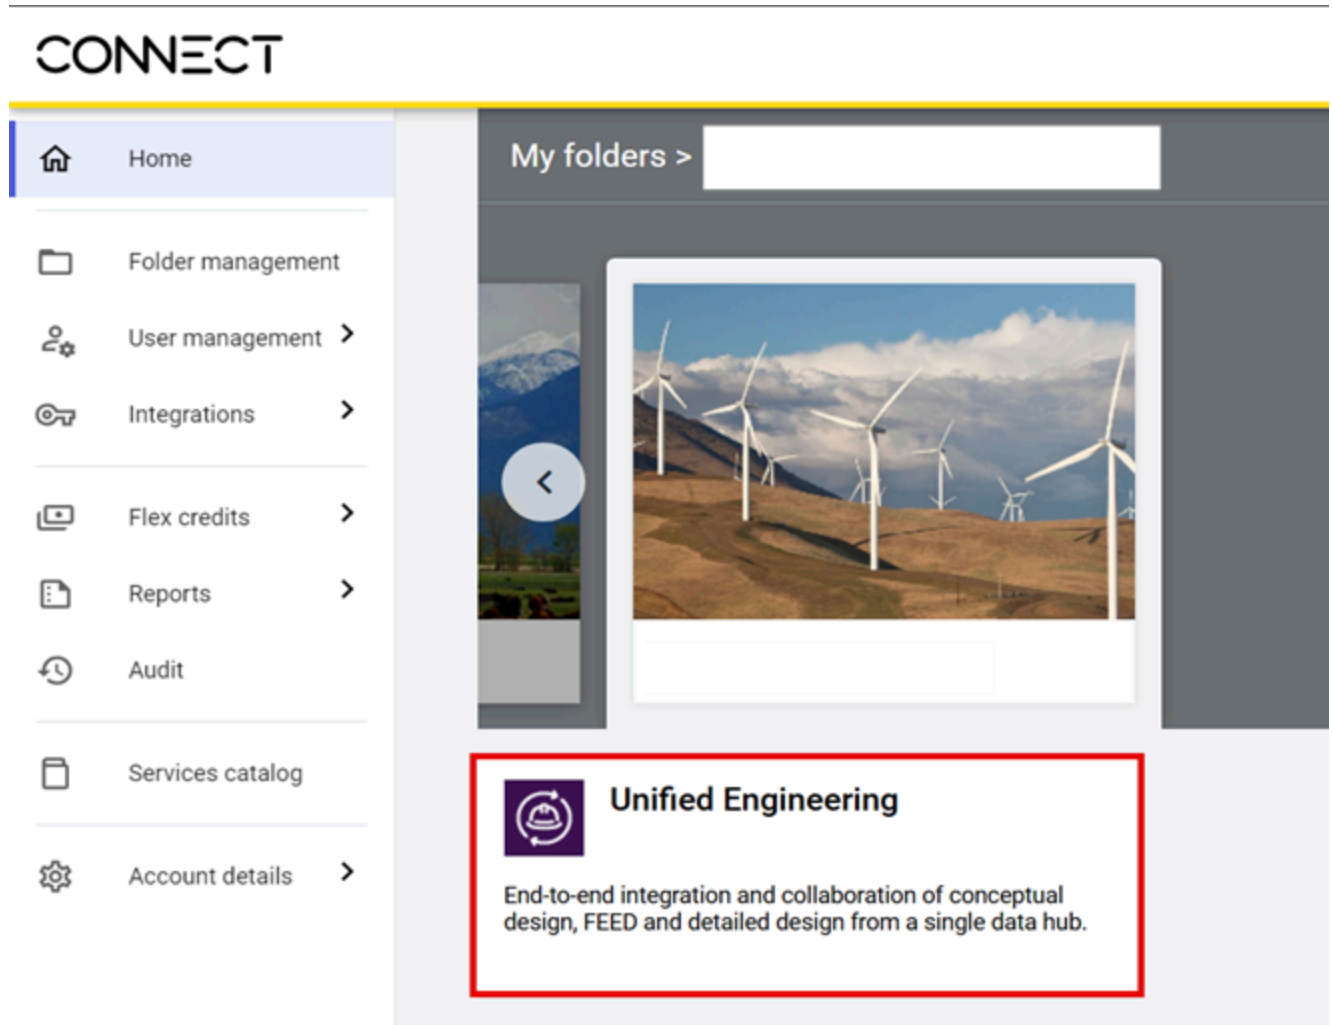 CONNECT
Home
Folder management
User management
Integrations
Flex credits
Reports
Audit
Services catalog
Account details
My folders >
Unified Engineering
End-to-end integration and collaboration of conceptual
design, FEED and detailed design from a single data hub.